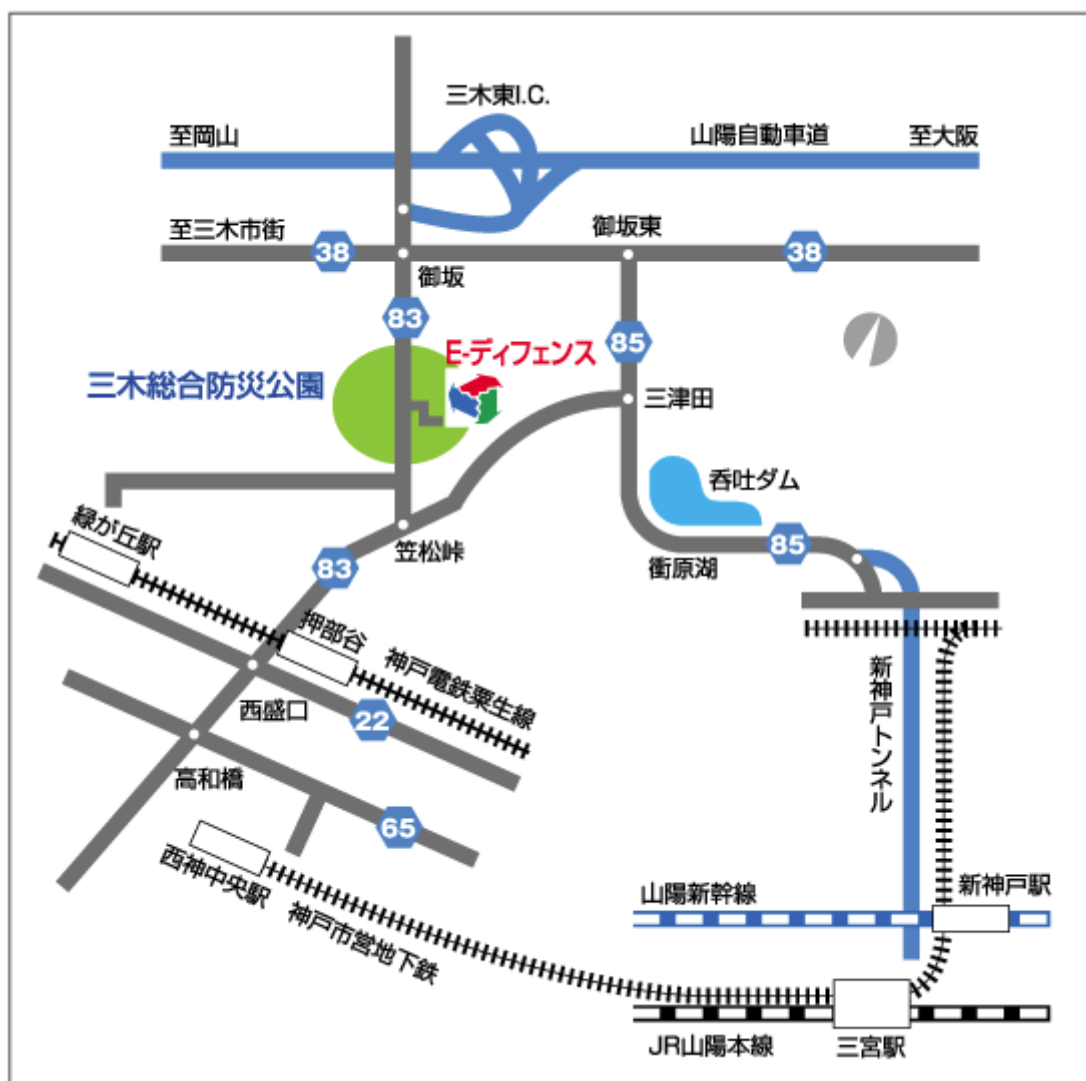 三木東I.C.
至岡山
山陽自動車道
至大阪
至三木市街
御坂東
38
38
御坂
83
E-ディフェンス
85
三木総合防災公園
三津田
呑吐ダム
緑が丘駅
笠松峠
85
83
衝原湖
押部谷
神戸電鉄粟生線
新神戸トンネル
西盛口
22
高和橋
65
西神中央駅
神戸市営地下鉄
山陽新幹線
新神戸駅
JR山陽本線
三宮駅